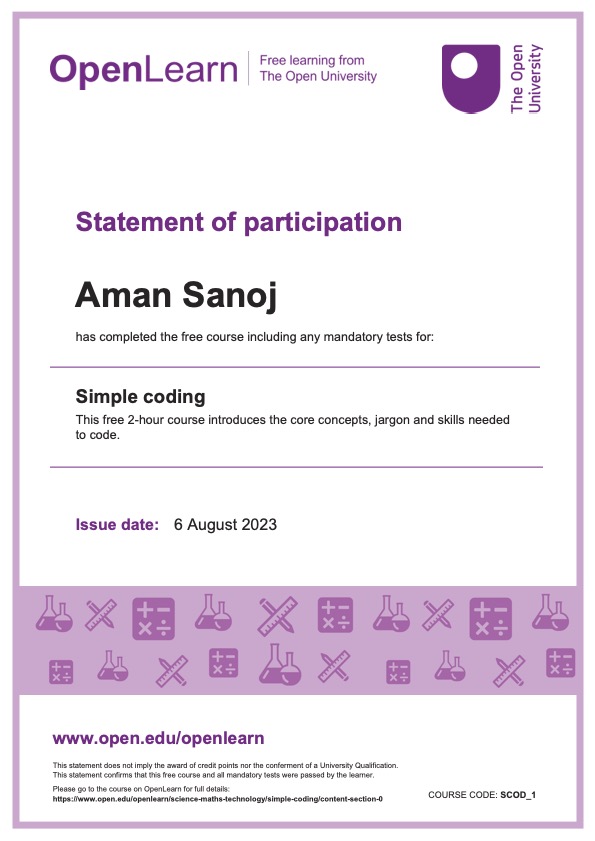 OpenLearn
Free learning from
The Open University
The Open
University
Statement of participation
Aman Sanoj
has completed the free course including any mandatory tests for:
Simple coding
This free 2-hour course introduces the core concepts, jargon and skills needed
to code.
Issue date: 6 August 2023
www.open.edu/openlearn
This statement does not imply the award of credit points nor the conferment of a University Qualification.
This statement confirms that this free course and all mandatory tests were passed by the learner.
Please go to the course on OpenLearn for full details:
https://www.open.edu/openlearn/science-maths-technology/simple-coding/content-section-0
COURSE CODE: SCOD_1